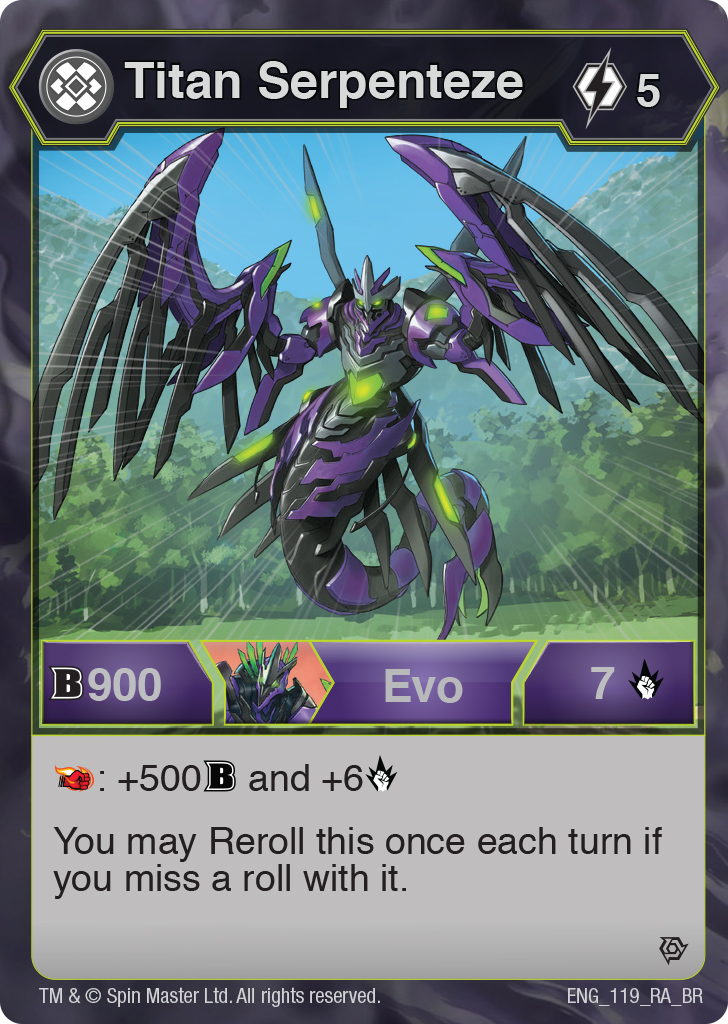 Titan Serpenteze
5
B 900
Evo
7
: +500 B and +6
You may Reroll this once each turn if
you miss a roll with it.
TM & © Spin Master Ltd. All rights reserved.
ENG_119_RA_BR